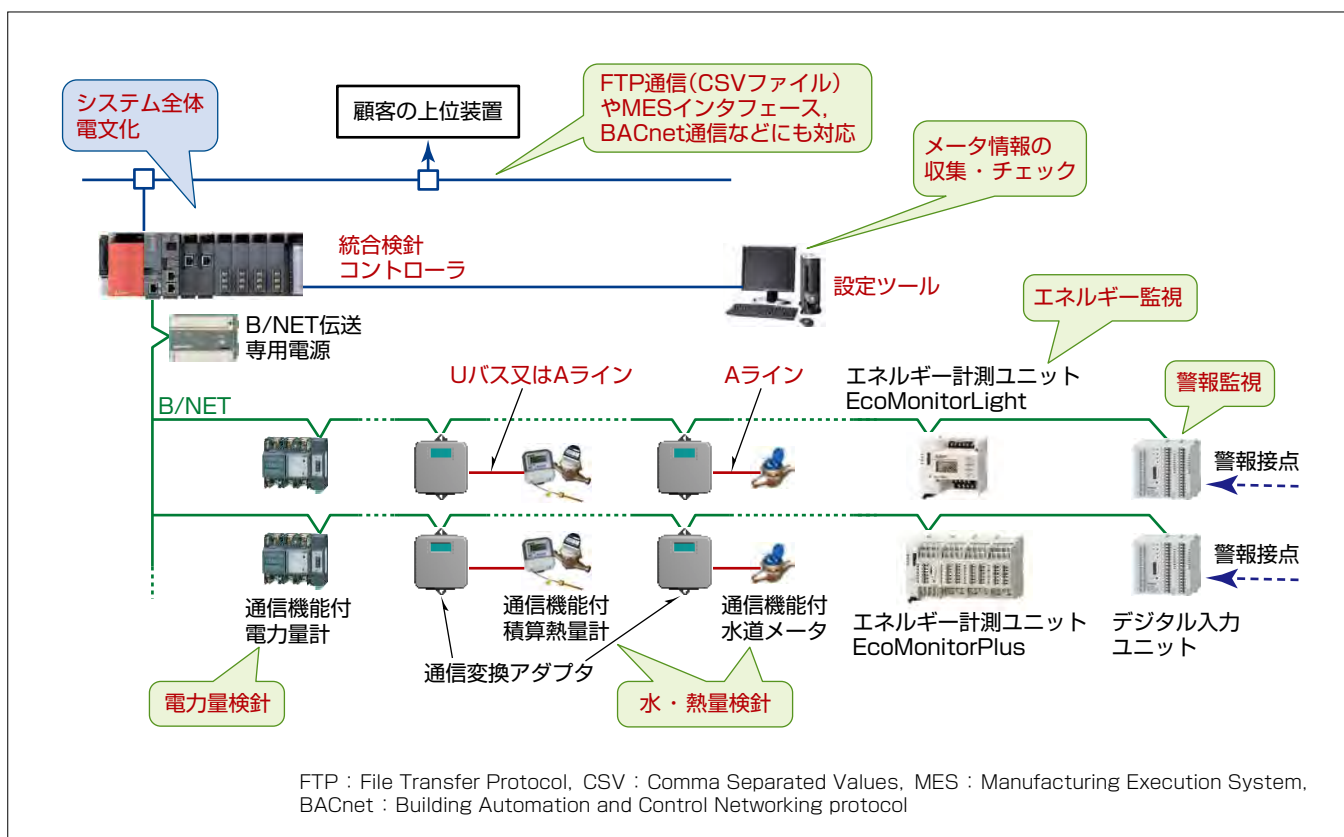 システム全体
電文化
顧客の上位装置
FTP通信(CSVファイル)
やMESインタフェース,
BACnet通信などにも対応
メータ情報の
収集・チェック
統合検針
コントローラ
設定ツール
エネルギー監視
B/NET伝送
専用電源
Uバス又はAライン
Aライン
エネルギー計測ユニット
EcoMonitorLight
警報監視
B/NET
警報接点
警報接点
通信機能付
電力量計
通信機能付
積算熱量計
通信機能付
水道メータ
エネルギー計測ユニット
EcoMonitorPlus
デジタル入力
ユニット
通信変換アダプタ
電力量検針
水・熱量検針
FTP:File Transfer Protocol, CSV:Comma Separated Values, MES:Manufacturing Execution System,
BACnet:Building Automation and Control Networking protocol